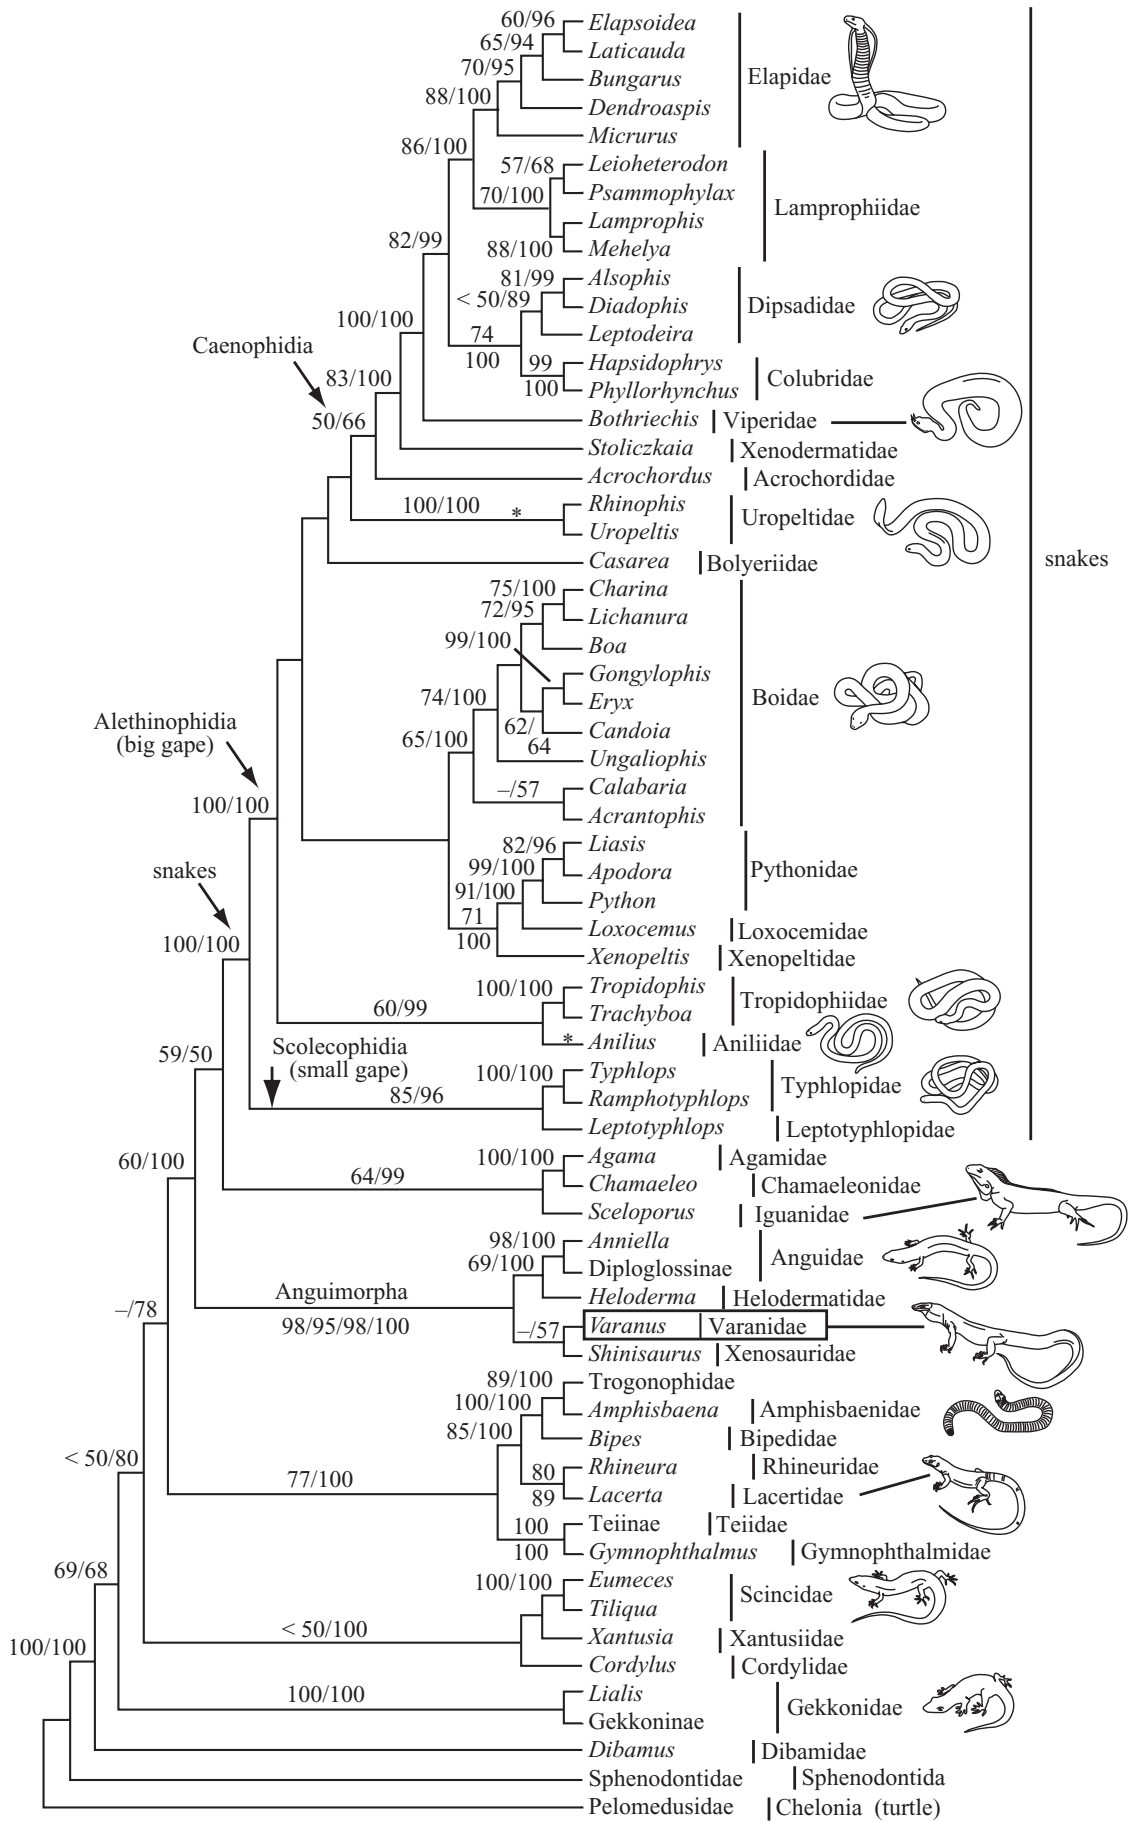 60/96
Elapsoidea
65/94
Laticauda
70/95
Bungarus
Elapidae
88/100
Dendroaspis
Micrurus
86/100
57/68
Leioheterodon
70/100
Psammophylax
Lamprophiidae
Lamprophis
82/99
88/100
Mehelya
81/99
Alsophis
< 50/89
Diadophis
Dipsadidae
100/100
74
Leptodeira
Caenophidia
100
99
Hapsidophrys
83/100
100
Phyllorhynchus
Colubridae
50/66
Bothriechis
Viperidae
Stoliczkaia
Xenodermatidae
Acrochordus
Acrochordidae
100/100
*
Rhinophis
Uropeltis
Uropeltidae
Casarea
Bolyeriidae
snakes
75/100
Charina
72/95
Lichanura
99/100
Boa
Gongylophis
74/100
Eryx
Boidae
62/
64
Candoia
Alethinophidia
(big gape)
65/100
Ungaliophis
–/57
Calabaria
100/100
Acrantophis
82/96
Liasis
99/100
Apodora
Pythonidae
snakes
91/100
Python
71
100
Loxocemus
Loxocemidae
100/100
Xenopeltis
Xenopeltidae
100/100
Tropidophis
Tropidophiidae
60/99
Trachyboa
*
Anilius
Aniliidae
59/50
Scolecophidia
(small gape)
100/100
Typhlops
Typhlopidae
85/96
Ramphotyphlops
Leptotyphlops
Leptotyphlopidae
60/100
100/100
Agama
Agamidae
64/99
Chamaeleo
Chamaeleonidae
Sceloporus
Iguanidae
98/100
Anniella
69/100
Diploglossinae
Anguidae
Anguimorpha
Heloderma
Helodermatidae
–/78
98/95/98/100
–/57
Varanus
Varanidae
Shinisaurus
Xenosauridae
89/100
Trogonophidae
100/100
Amphisbaena
Amphisbaenidae
85/100
Bipes
Bipedidae
< 50/80
77/100
80
Rhineura
Rhineuridae
89
Lacerta
Lacertidae
100
Teiinae
Teiidae
100
Gymnophthalmus
Gymnophthalmidae
69/68
100/100
Eumeces
Scincidae
Tiliqua
< 50/100
Xantusia
Xantusiidae
100/100
Cordylus
Cordylidae
100/100
Lialis
Gekkonidae
Gekkoninae
Dibamus
Dibamidae
Sphenodontidae
Sphenodontida
Pelomedusidae
Chelonia (turtle)